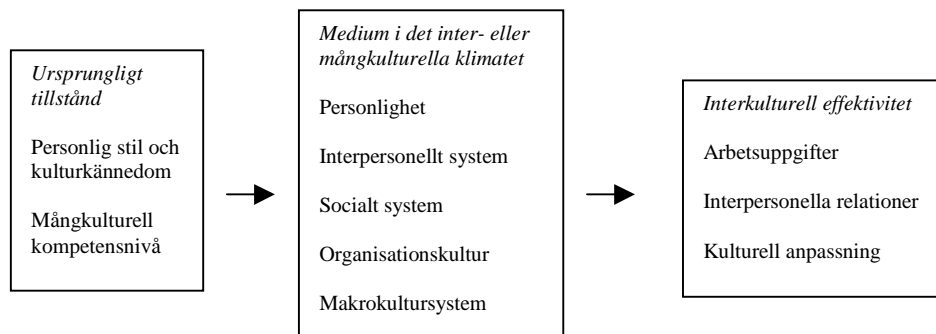 Ursprungligt
tillstånd
Personlig stil och
kulturkännedom
Mångkulturell
kompetensnivå
Medium i det inter- eller
mångkulturella klimatet
Personlighet
Interpersonellt system
Socialt system
Organisationskultur
Makrokultursystem
Interkulturell effektivitet
Arbetsuppgifter
Interpersonella relationer
Kulturell anpassning